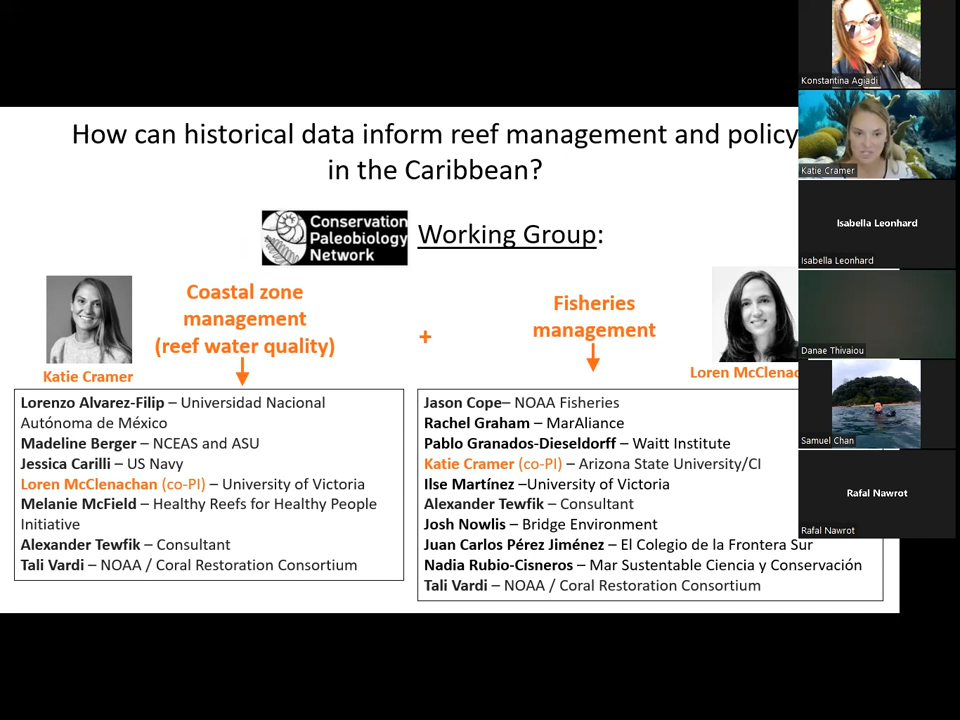 How can historical data inform reef management and policy
in the Caribbean?
Conservation
Paleobiology
Network
Working Group:
Coastal zone
management
(reef water quality)
+
Fisheries
management
Katie Cramer
Loren McClenac
Lorenzo Alvarez-Filip – Universidad Nacional
Autónoma de México
Madeline Berger – NCEAS and ASU
Jessica Carilli – US Navy
Loren McClenachan (co-PI) – University of Victoria
Melanie McField – Healthy Reefs for Healthy People
Initiative
Alexander Tewfik – Consultant
Tali Vardi – NOAA / Coral Restoration Consortium
Jason Cope– NOAA Fisheries
Rachel Graham – MarAlliance
Pablo Granados-Dieseldorff – Waitt Institute
Katie Cramer (co-PI) – Arizona State University/CI
Ilse Martínez –University of Victoria
Alexander Tewfik – Consultant
Josh Nowlis – Bridge Environment
Juan Carlos Pérez Jiménez – El Colegio de la Frontera Sur
Nadia Rubio-Cisneros – Mar Sustentable Ciencia y Conservación
Tali Vardi – NOAA / Coral Restoration Consortium
Konstantina Agiadi
Katie Cramer
Isabella Leonhard
Isabella Leonhard
Danae Thivaiou
Samuel Chan
Rafal Nawrot
Rafal Nawrot